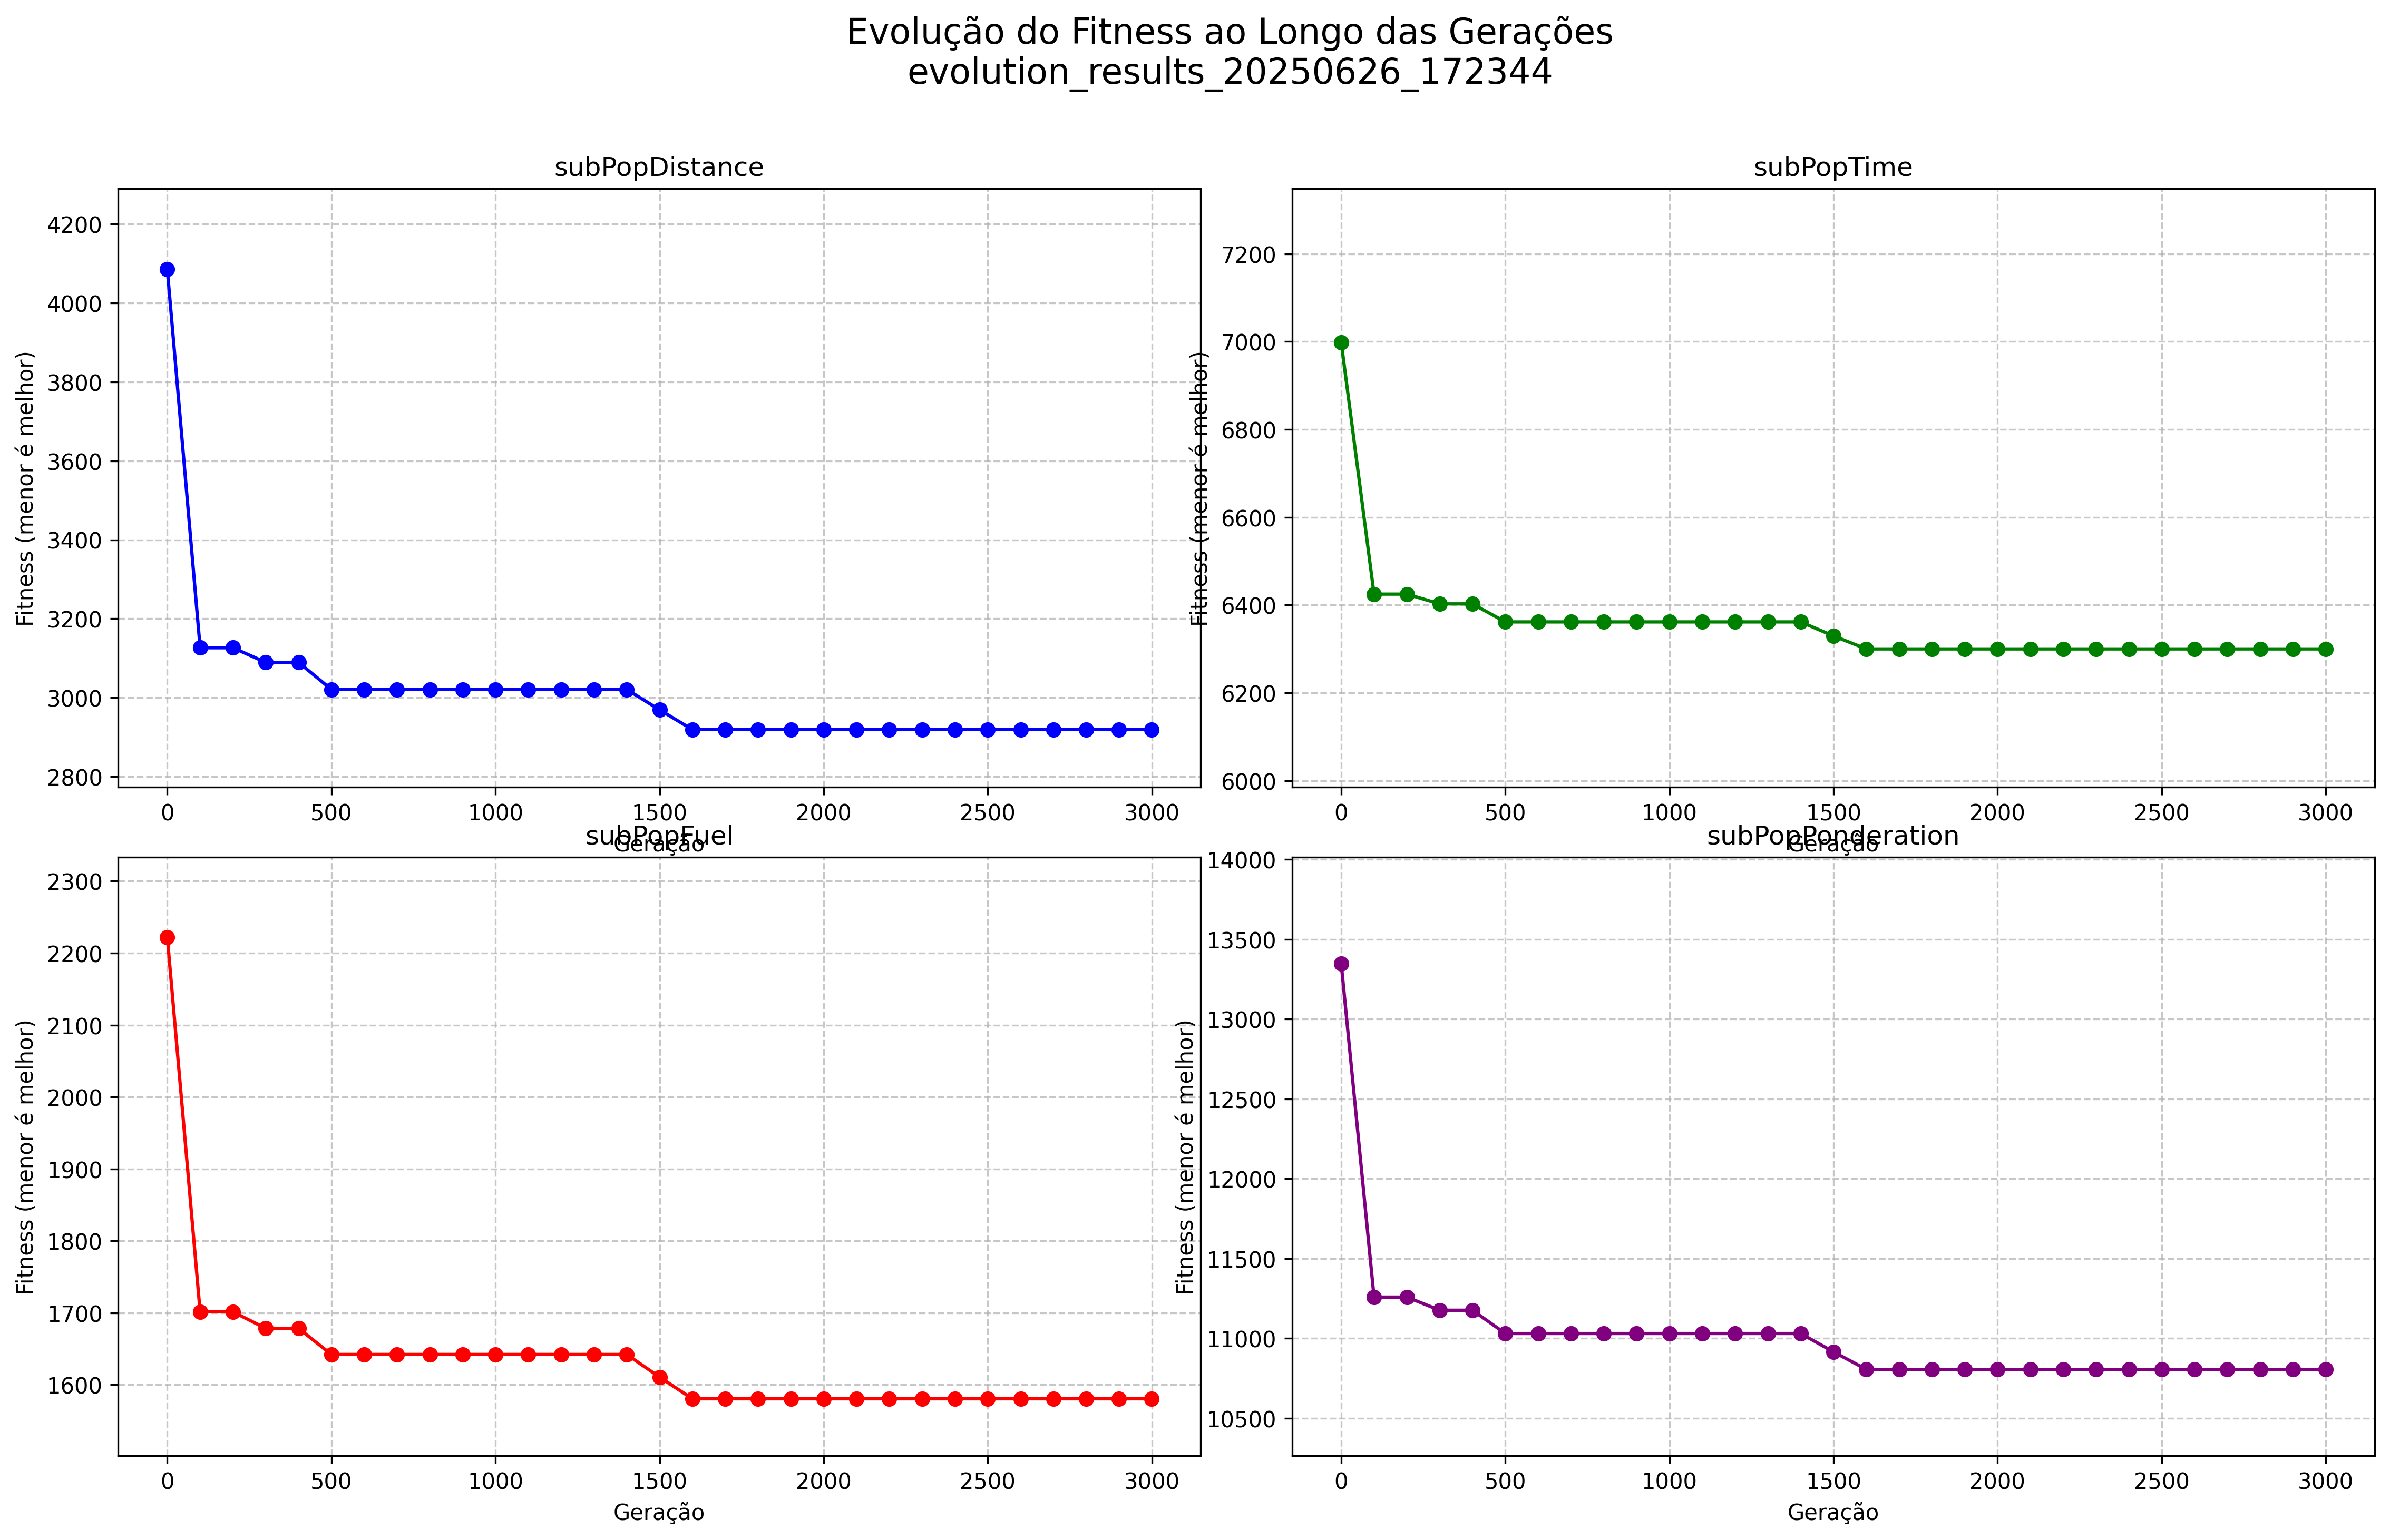 Evolução do Fitness ao Longo das Gerações
evolution_results_20250626_172344
subPopDistance
Fitness (menor é melhor)
4200
4000
3800
3600
3400
3200
3000
2800
0 500 1000 1500 2000 2500 3000
Geração
subPopTime
Fitness (menor é melhor)
7200
7000
6800
6600
6400
6200
6000
0 500 1000 1500 2000 2500 3000
Geração
subPopFuel
Fitness (menor é melhor)
2300
2200
2100
2000
1900
1800
1700
1600
0 500 1000 1500 2000 2500 3000
Geração
subPopPonderation
Fitness (menor é melhor)
14000
13500
13000
12500
12000
11500
11000
10500
0 500 1000 1500 2000 2500 3000
Geração